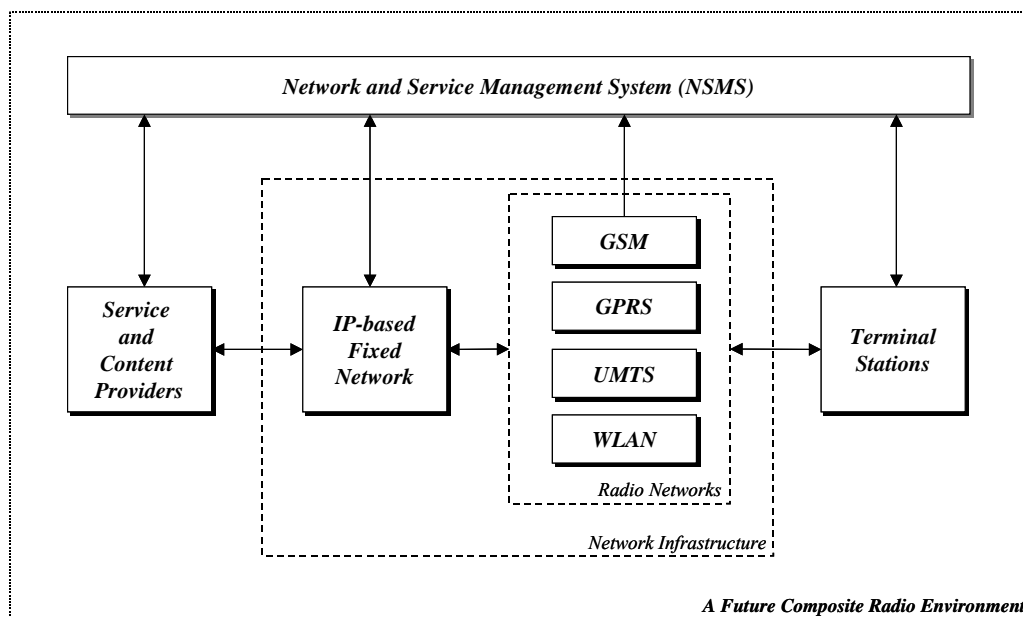 Network and Service Management System (NSMS)
GSM
GPRS
UMTS
WLAN
Service
and
Content
Providers
IP-based
Fixed
Network
Terminal
Stations
Radio Networks
Network Infrastructure
A Future Composite Radio Environment